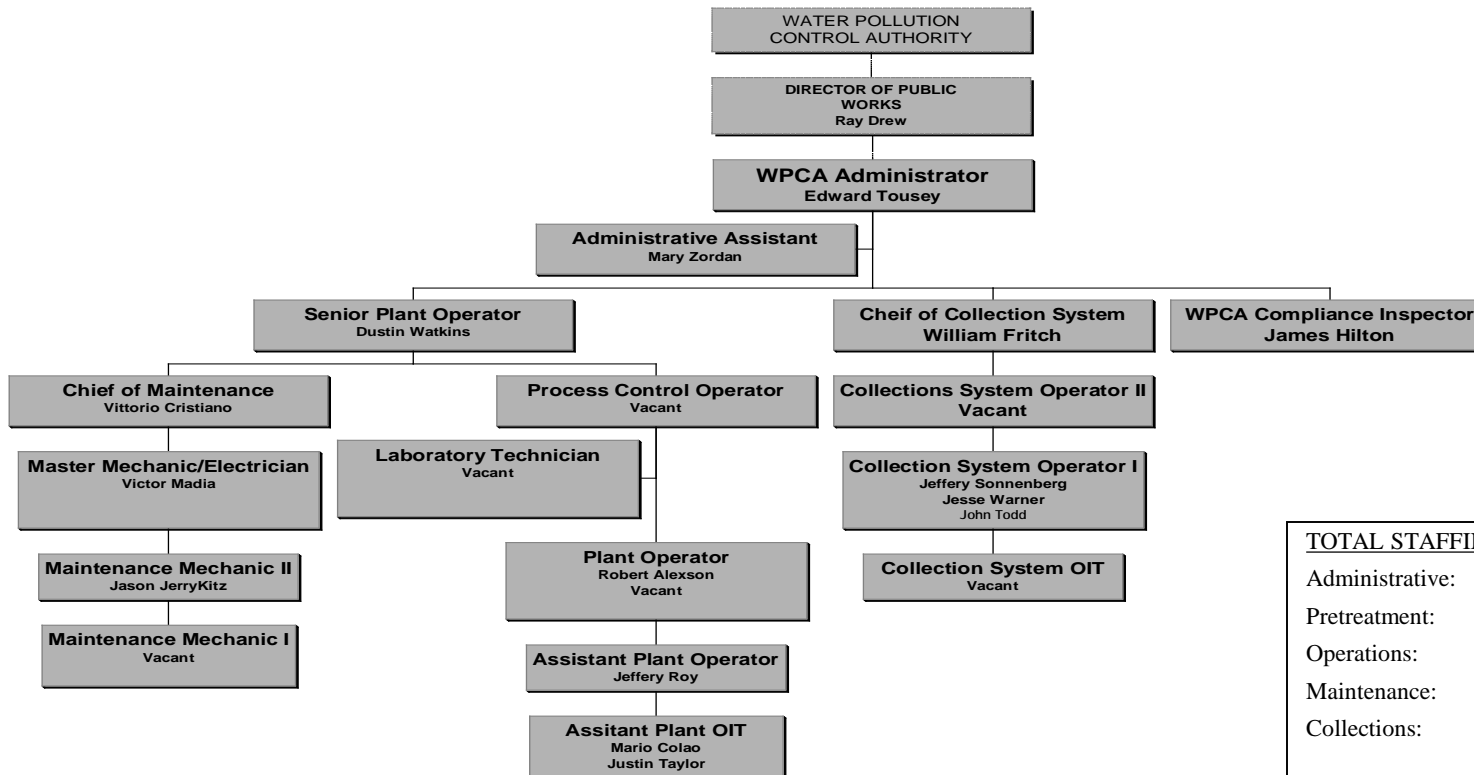 WATER POLLUTION
CONTROL AUTHORITY
DIRECTOR OF PUBLIC
WORKS
Ray Drew
WPCA Administrator
Edward Tousey
Administrative Assistant
Mary Zordan
Senior Plant Operator
Dustin Watkins
Cheif of Collection System
William Fritch
WPCA Compliance Inspector
James Hilton
Chief of Maintenance
Vittorio Cristiano
Process Control Operator
Vacant
Collections System Operator II
Vacant
Master Mechanic/Electrician
Victor Madia
Laboratory Technician
Vacant
Collection System Operator I
Jeffery Sonnenberg
Jesse Warner
John Todd
Maintenance Mechanic II
Jason JerryKitz
Plant Operator
Robert Alexson
Vacant
Collection System OIT
Vacant
Maintenance Mechanic I
Vacant
Assistant Plant Operator
Jeffery Roy
Assitant Plant OIT
Mario Colao
Justin Taylor
TOTAL
Administrative:
Pretreatment:
Operations:
Maintenance:
Collections: